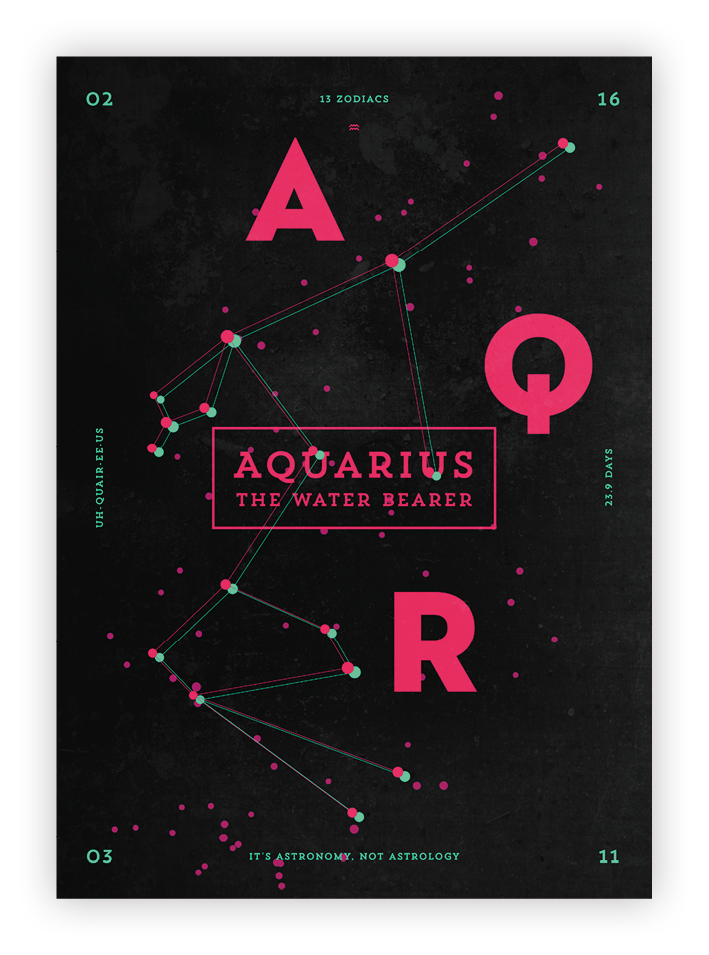 02
13 ZODIACS
16
♒
A
Q
UH-QUAIR-EE-US
AQUARIUS
THE WATER BEARER
23.9 DAYS
R
03
IT'S ASTRONOMY, NOT ASTROLOGY
11